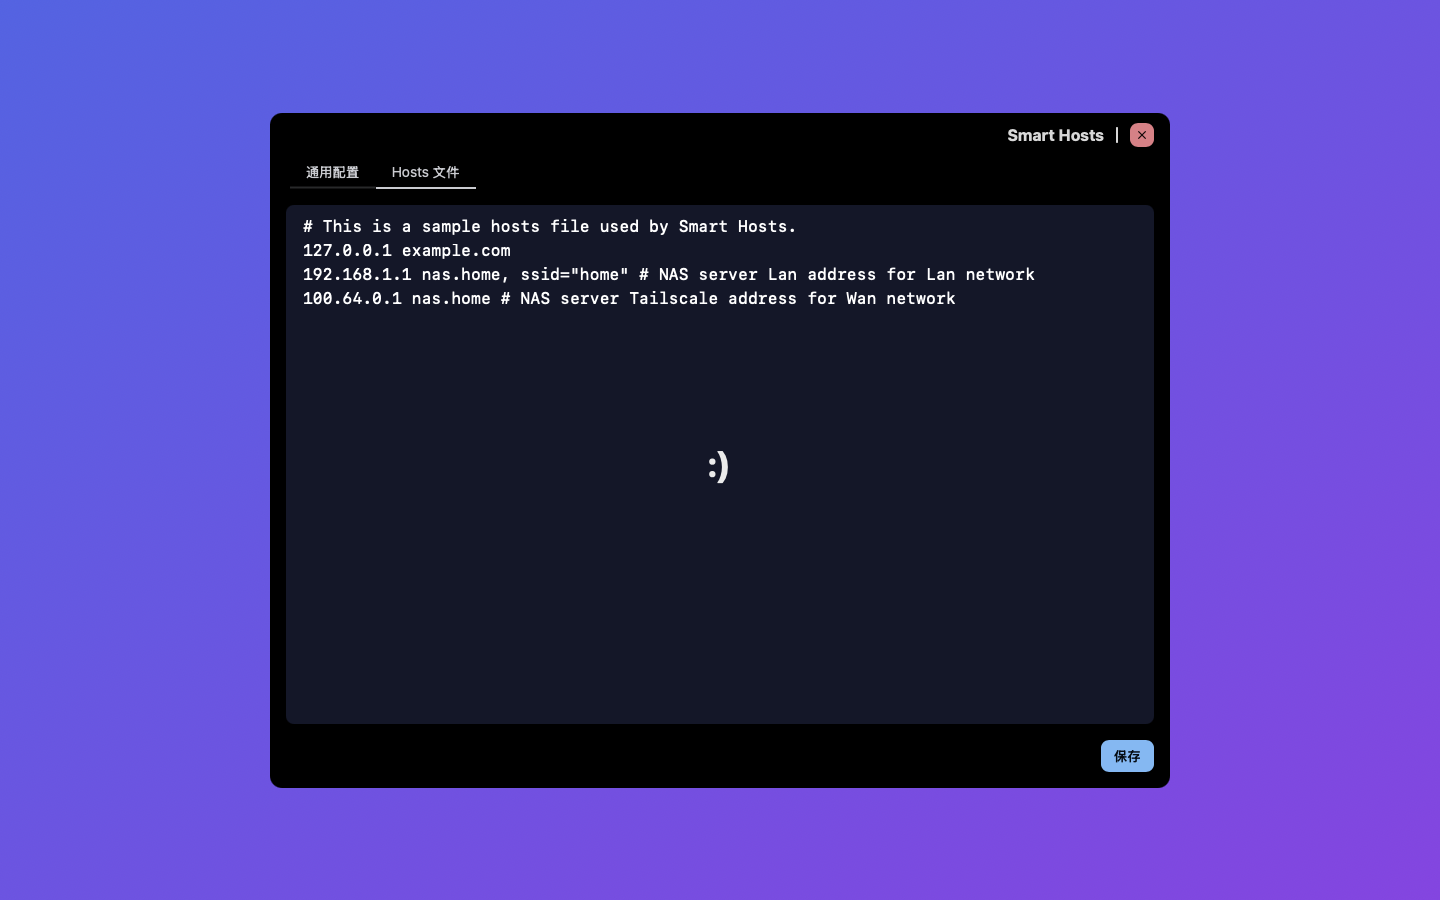 Smart Hosts |
通用配置 Hosts 文件
# This is a sample hosts file used by Smart Hosts.
127.0.0.1 example.com
192.168.1.1 nas.home, ssid="home" # NAS server Lan address for Lan network
100.64.0.1 nas.home # NAS server Tailscale address for Wan network
:)
保存